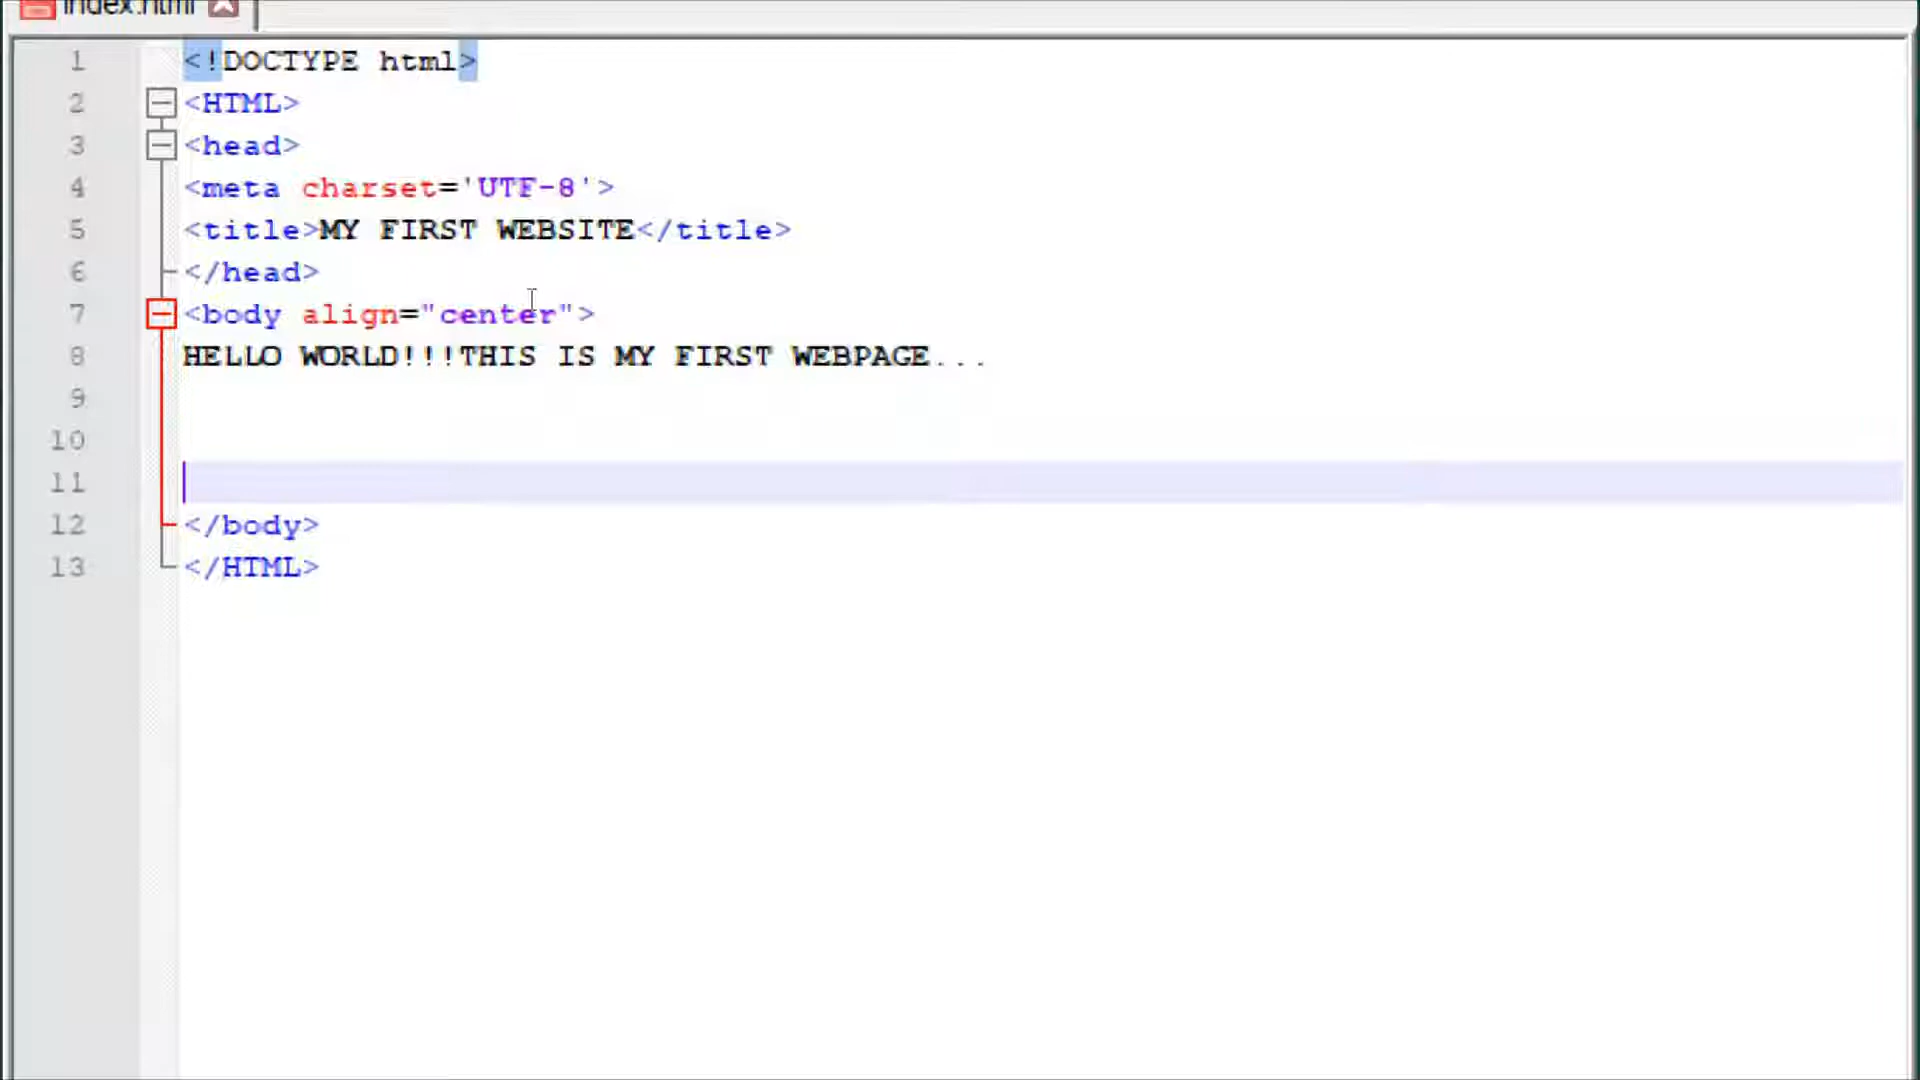 index.html
1 <!DOCTYPE html>
2 <HTML>
3 <head>
4 <meta charset='UTF-8'>
5 <title>MY FIRST WEBSITE</title>
6 </head>
7 <body align="center">
8 HELLO WORLD!!!THIS IS MY FIRST WEBPAGE...
9
10
11
12 </body>
13 </HTML>